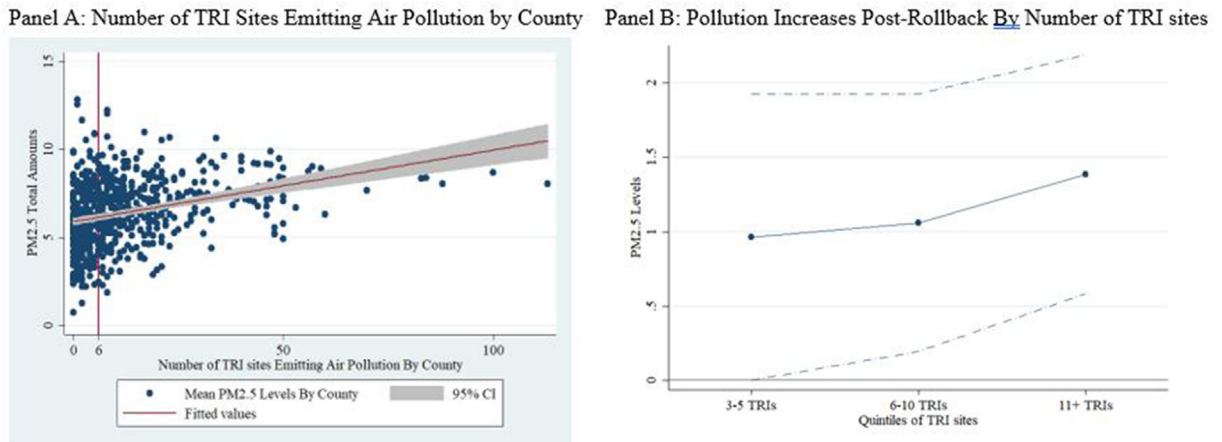 Panel A: Number of TRI Sites Emitting Air Pollution by County
Panel B: Pollution Increases Post-Rollback By Number of TRI sites
15
10
5
0
PM2.5 Total Amounts
0 6 50 100
Number of TRI sites Emitting Air Pollution By County
Mean PM2.5 Levels By County
95% CI
Fitted values
2
1.5
1
.5
0
PM2.5 Levels
3-5 TRIs 6-10 TRIs 11+ TRIs
Quintiles of TRI sites